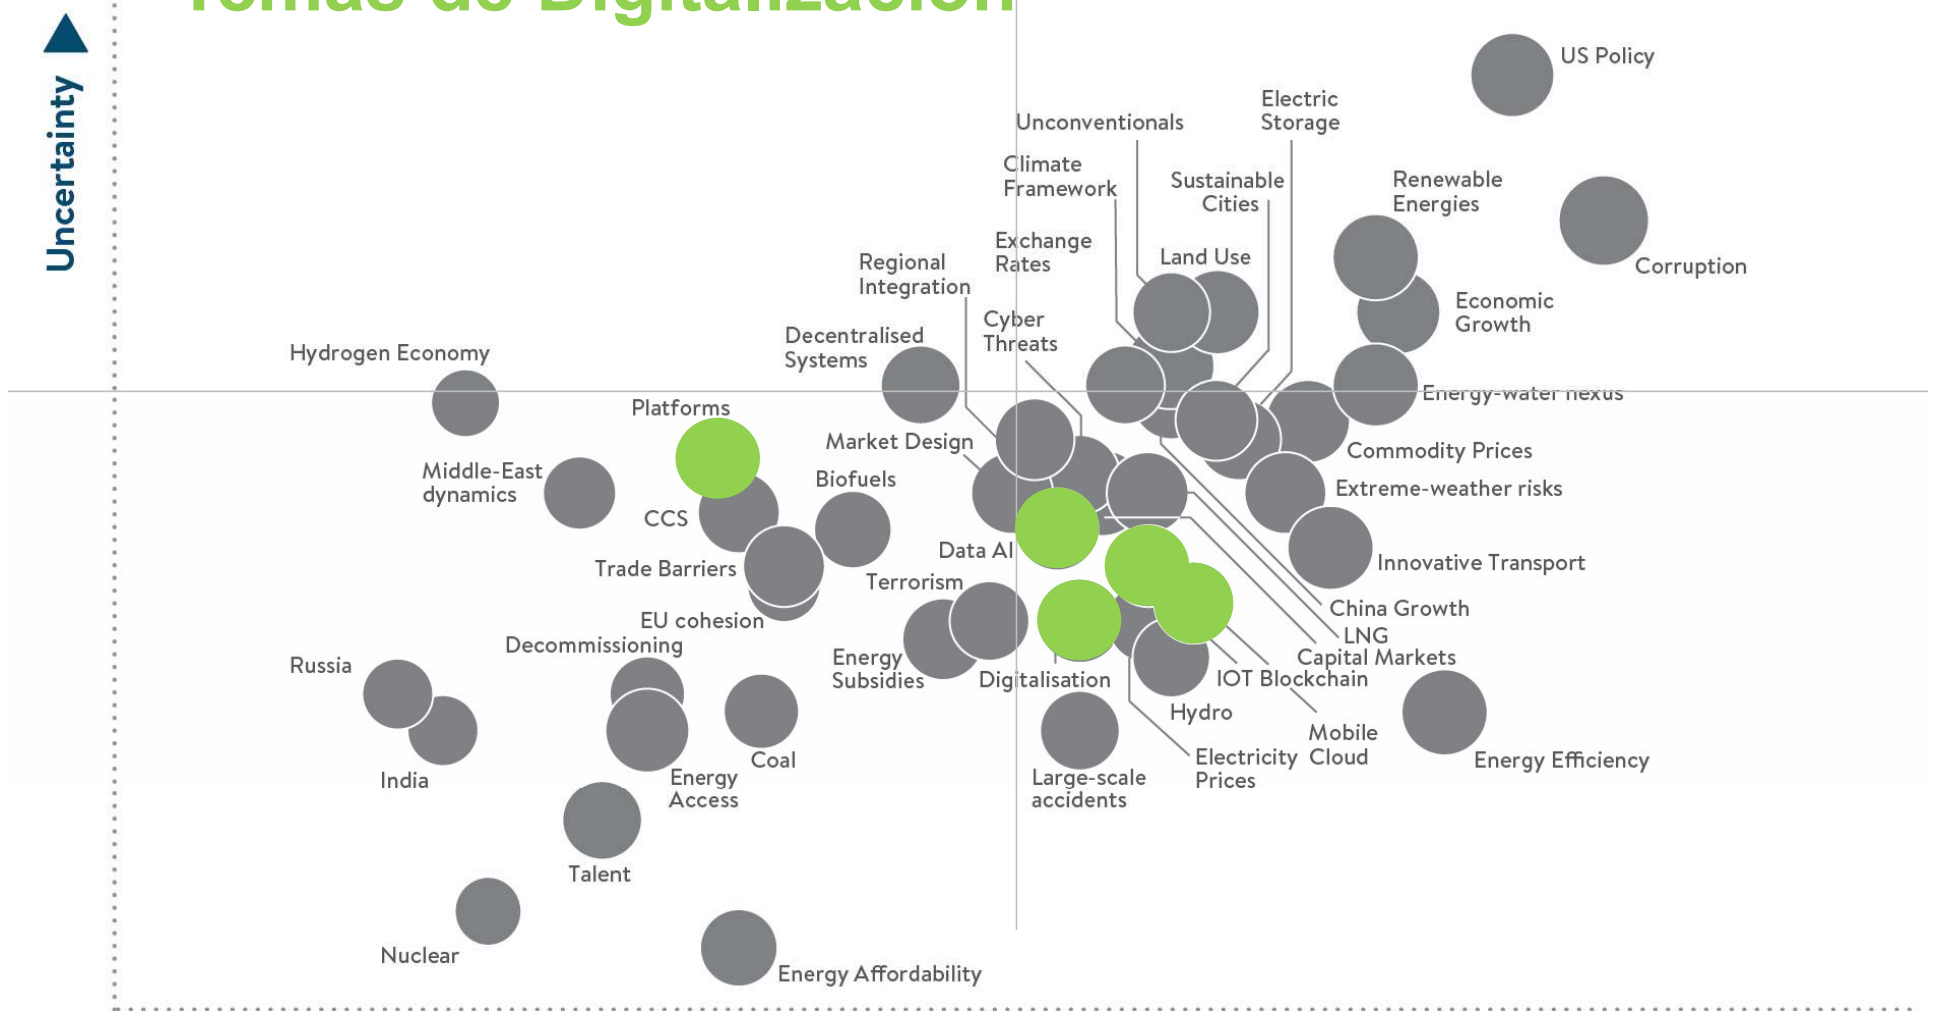 Temas de Digitalización
Uncertainty
US Policy
Electric
Storage
Unconventionals
Climate
Framework
Sustainable
Cities
Renewable
Energies
Exchange
Rates
Land Use
Regional
Integration
Corruption
Economic
Growth
Cyber
Threats
Decentralised
Systems
Hydrogen Economy
Energy-water nexus
Platforms
Market Design
Commodity Prices
Middle-East
dynamics
Biofuels
Extreme-weather risks
CCS
Data AI
Innovative Transport
Trade Barriers
Terrorism
China Growth
EU cohesion
LNG
Decommissioning
Capital Markets
Russia
Energy
Subsidies
Digitalisation
IOT Blockchain
Hydro
Mobile
Cloud
Electricity
Prices
Coal
Energy Efficiency
India
Energy
Access
Large-scale
accidents
Talent
Nuclear
Energy Affordability